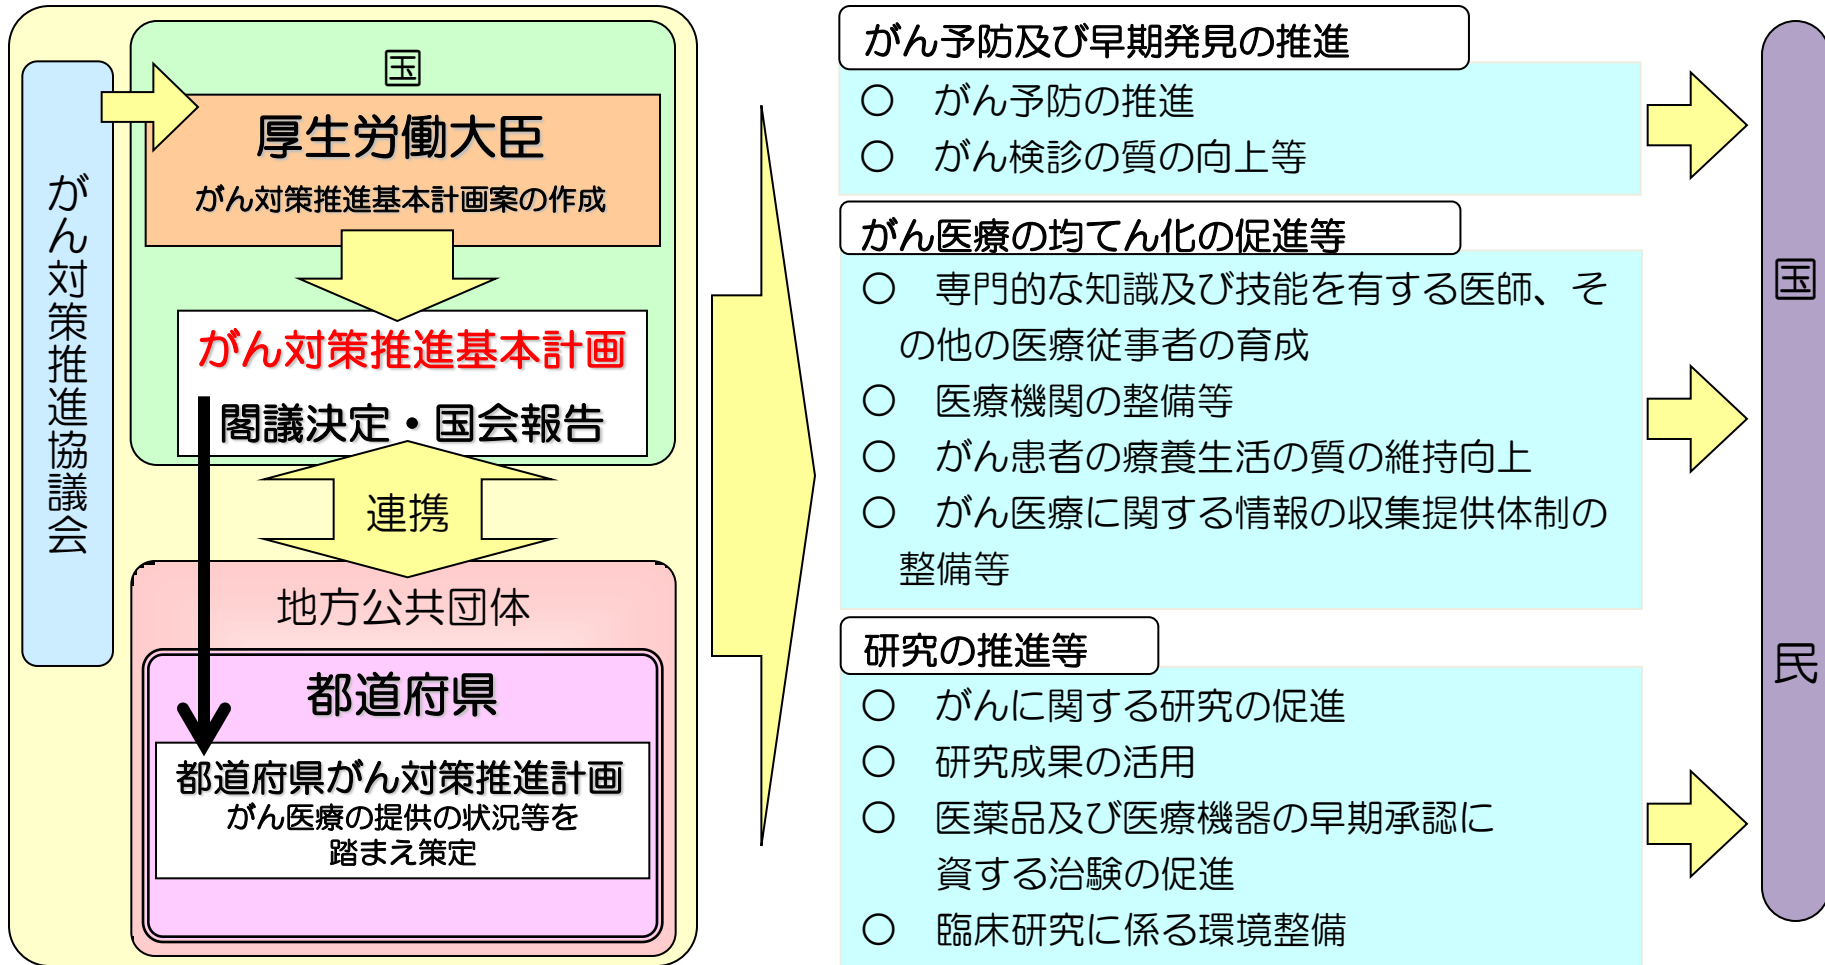 がん対策推進協議会
国
厚生労働大臣
がん対策推進基本計画案の作成
がん対策推進基本計画
閣議決定・国会報告
連携
地方公共団体
都道府県
都道府県がん対策推進計画
がん医療の提供の状況等を
踏まえ策定
がん予防及び早期発見の推進
○ がん予防の推進
○ がん検診の質の向上等
がん医療の均てん化の促進等
○ 専門的な知識及び技能を有する医師、そ
の他の医療従事者の育成
○ 医療機関の整備等
○ がん患者の療養生活の質の維持向上
○ がん医療に関する情報の収集提供体制の
整備等
研究の推進等
○ がんに関する研究の促進
○ 研究成果の活用
○ 医薬品及び医療機器の早期承認に
資する治験の促進
○ 臨床研究に係る環境整備
国民